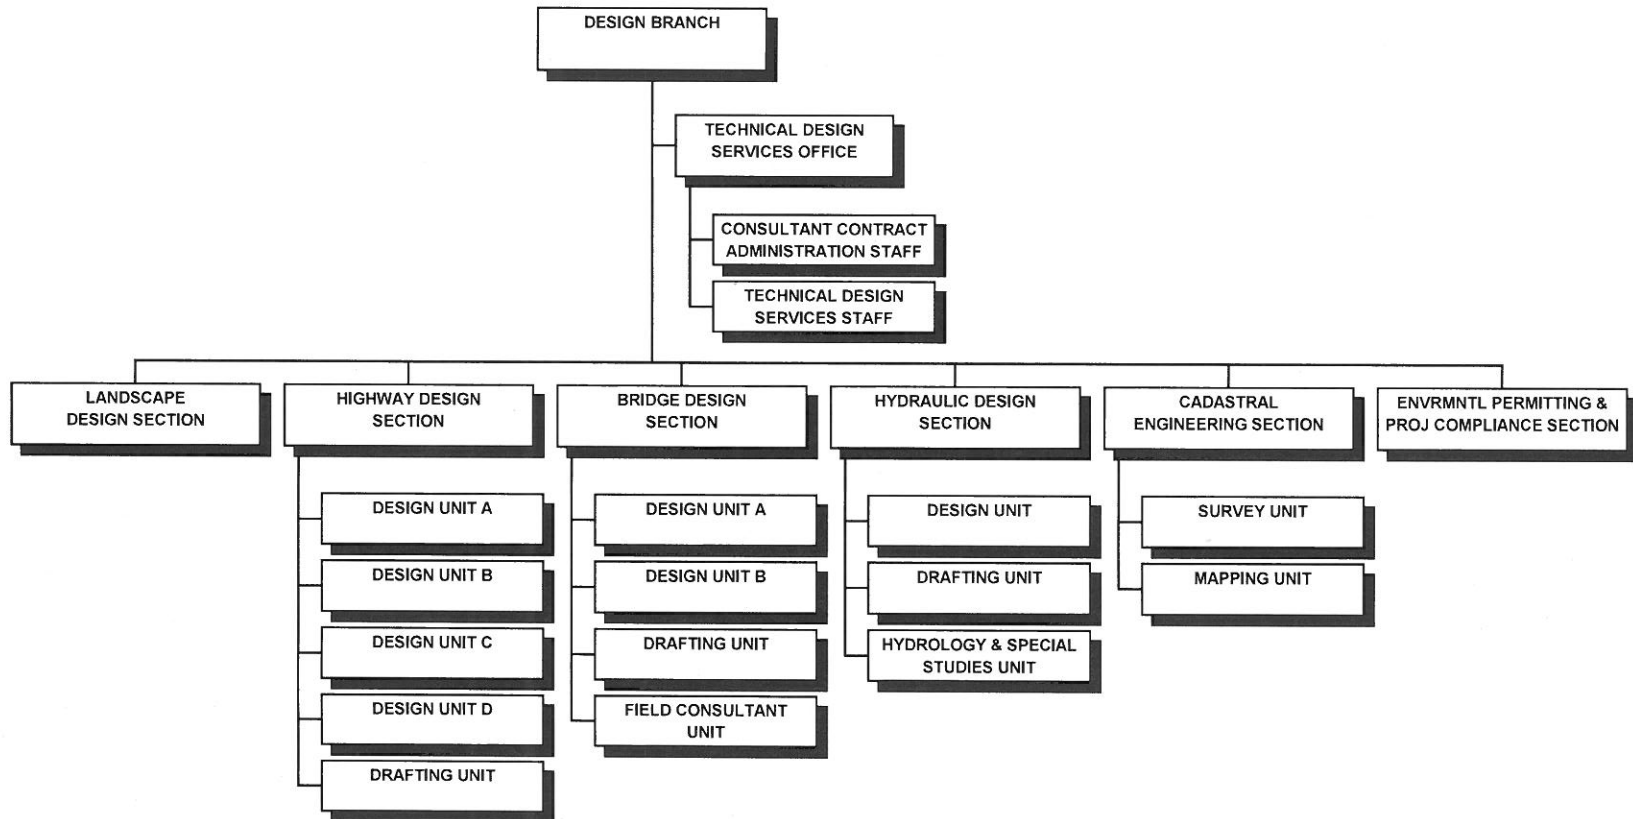 DESIGN BRANCH
TECHNICAL DESIGN
SERVICES OFFICE
CONSULTANT CONTRACT
ADMINISTRATION STAFF
TECHNICAL DESIGN
SERVICES STAFF
LANDSCAPE
DESIGN SECTION
HIGHWAY DESIGN
SECTION
BRIDGE DESIGN
SECTION
HYDRAULIC DESIGN
SECTION
CADASTRAL
ENGINEERING SECTION
ENVRMNTL PERMITTING &
PROJ COMPLIANCE SECTION
DESIGN UNIT A
DESIGN UNIT B
DESIGN UNIT C
DESIGN UNIT D
DRAFTING UNIT
DESIGN UNIT A
DESIGN UNIT B
DRAFTING UNIT
FIELD CONSULTANT
UNIT
DESIGN UNIT
DRAFTING UNIT
HYDROLOGY & SPECIAL
STUDIES UNIT
SURVEY UNIT
MAPPING UNIT